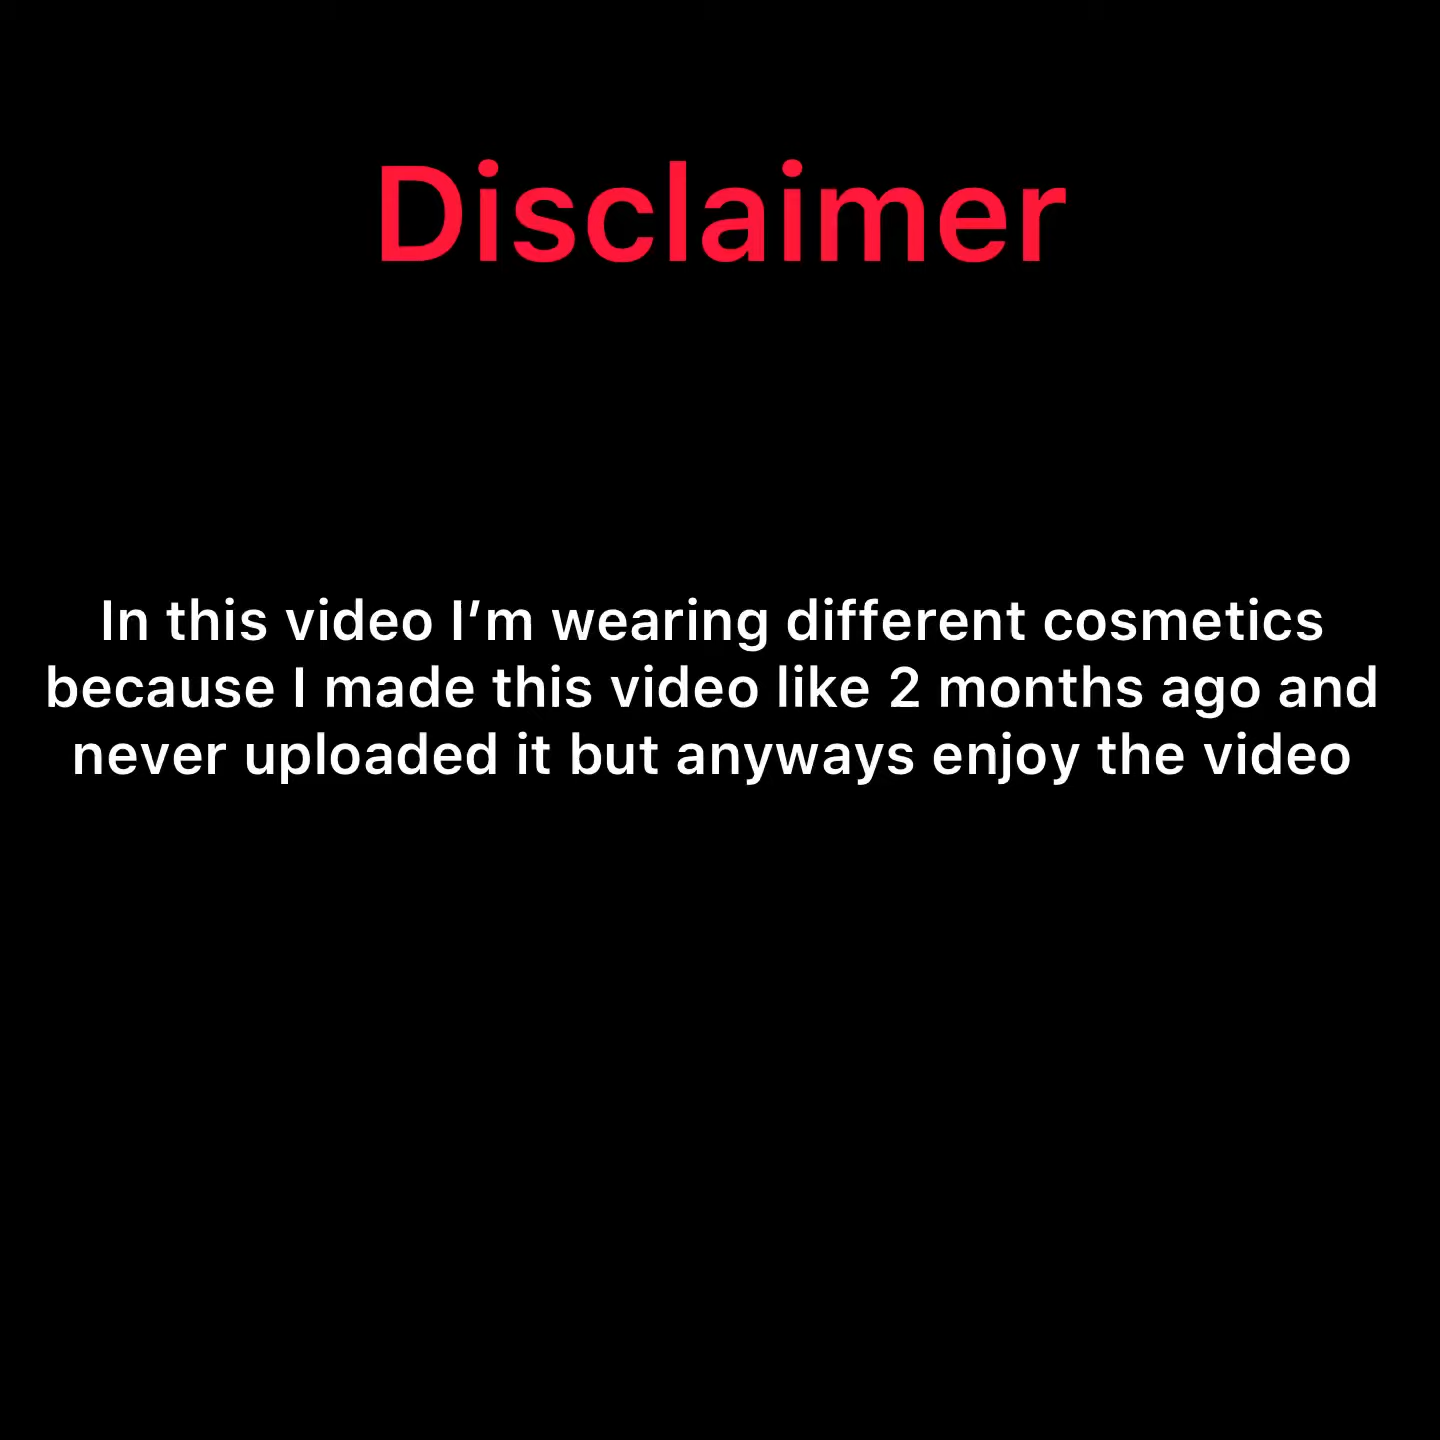 Disclaimer
In this video I’m wearing different cosmetics
because I made this video like 2 months ago and
never uploaded it but anyways enjoy the video